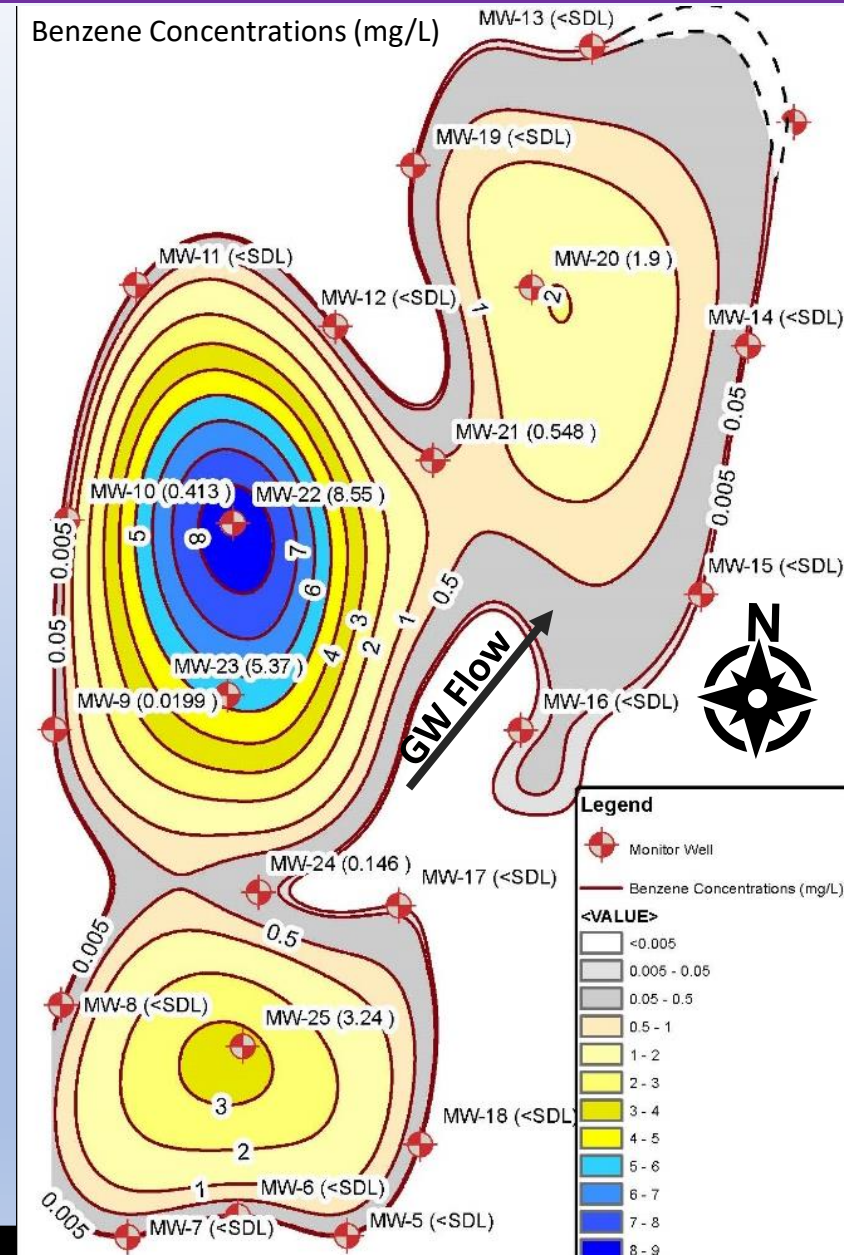 MW-13 (<SDL)
Benzene Concentrations (mg/L)
MW-19 (<SDL)
MW-11 (<SDL)
MW-20 (1.9 )
2
MW-12 (<SDL)
1
MW-14 (<SDL)
0.05
MW-21 (0.548 )
MW-10 (0.413 )
MW-22 (8.55 )
0.005
0.005
5
8
7
6
MW-15 (<SDL)
0.5
1
2
3
4
0.05
N
MW-23 (5.37 )
MW-9 (0.0199 )
GW Flow
MW-16 (<SDL)
Legend
Monitor Well
Benzene Concentrations (mg/L)
<VALUE>
<0.005
0.005 - 0.05
0.05 - 0.5
0.5 - 1
1 - 2
2 - 3
3 - 4
4 - 5
5 - 6
6 - 7
7 - 8
8 - 9
MW-24 (0.146 )
MW-17 (<SDL)
0.5
0.005
MW-8 (<SDL)
MW-25 (3.24 )
3
MW-18 (<SDL)
2
1
MW-6 (<SDL)
0.005
MW-7 (<SDL)
MW-5 (<SDL)